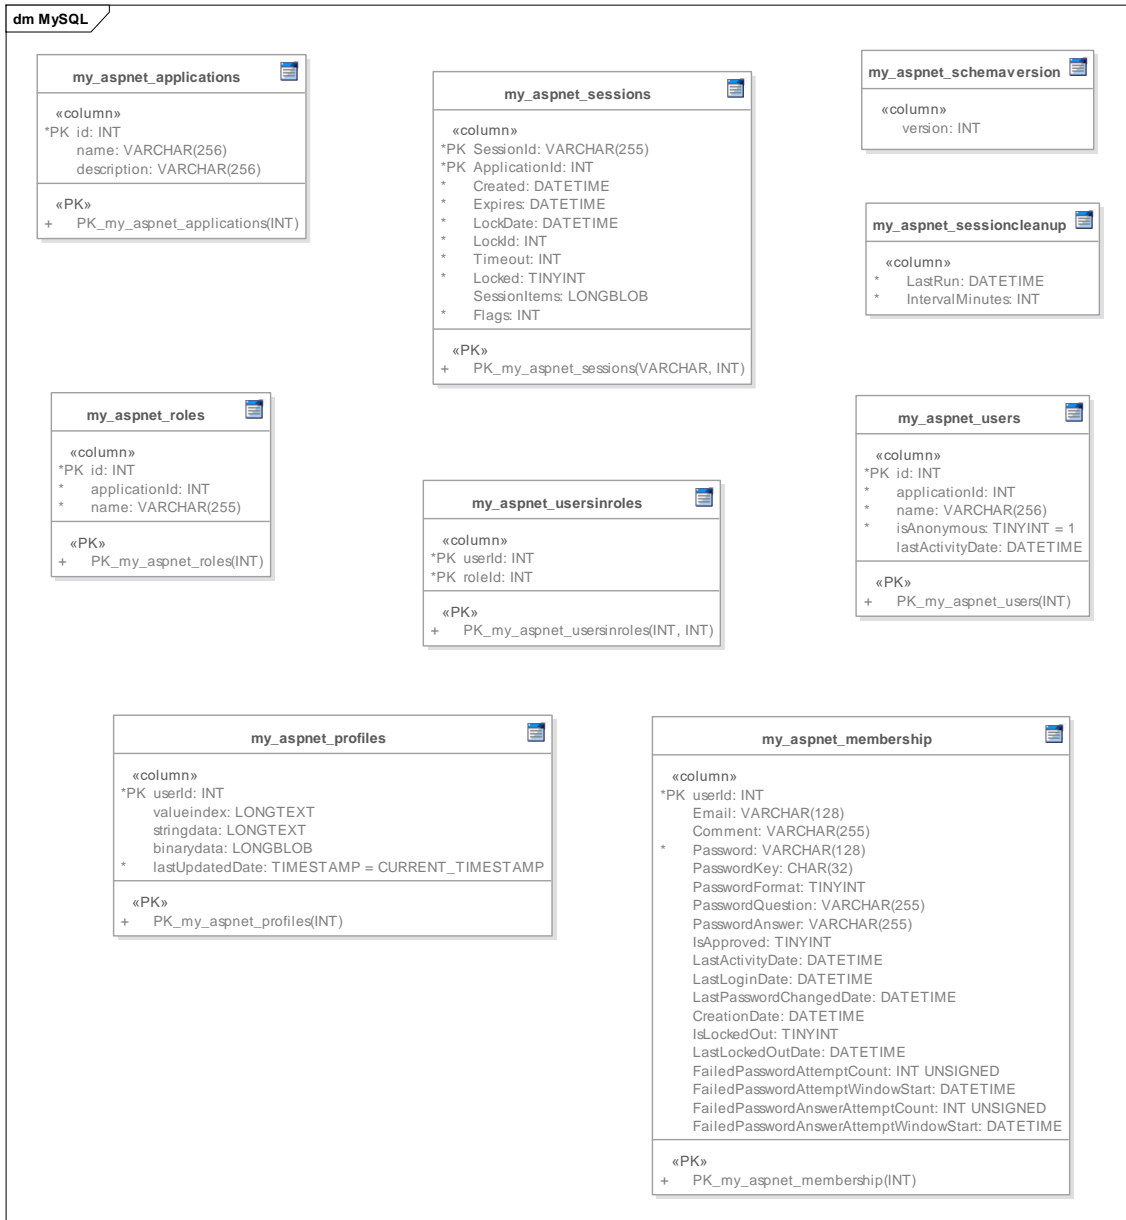 dm MySQL
my_aspnet_applications
«column»
*PK id: INT
name: VARCHAR(256)
description: VARCHAR(256)
«PK»
+ PK_my_aspnet_applications(INT)
my_aspnet_sessions
«column»
*PK SessionId: VARCHAR(255)
*PK ApplicationId: INT
* Created: DATETIME
* Expires: DATETIME
* LockDate: DATETIME
* LockId: INT
* Timeout: INT
* Locked: TINYINT
SessionItems: LONGBLOB
* Flags: INT
«PK»
+ PK_my_aspnet_sessions(VARCHAR, INT)
my_aspnet_schemaversion
«column»
version: INT
my_aspnet_sessioncleanup
«column»
* LastRun: DATETIME
* IntervalMinutes: INT
my_aspnet_roles
«column»
*PK id: INT
* applicationId: INT
* name: VARCHAR(255)
«PK»
+ PK_my_aspnet_roles(INT)
my_aspnet_usersinroles
«column»
*PK userId: INT
*PK roleId: INT
«PK»
+ PK_my_aspnet_usersinroles(INT, INT)
my_aspnet_users
«column»
*PK id: INT
* applicationId: INT
* name: VARCHAR(256)
* isAnonymous: TINYINT = 1
lastActivityDate: DATETIME
«PK»
+ PK_my_aspnet_users(INT)
my_aspnet_profiles
«column»
*PK userId: INT
valueindex: LONGTEXT
stringdata: LONGTEXT
binarydata: LONGBLOB
* lastUpdatedDate: TIMESTAMP = CURRENT_TIMESTAMP
«PK»
+ PK_my_aspnet_profiles(INT)
my_aspnet_membership
«column»
*PK userId: INT
Email: VARCHAR(128)
Comment: VARCHAR(255)
* Password: VARCHAR(128)
PasswordKey: CHAR(32)
PasswordFormat: TINYINT
PasswordQuestion: VARCHAR(255)
PasswordAnswer: VARCHAR(255)
IsApproved: TINYINT
LastActivityDate: DATETIME
LastLoginDate: DATETIME
LastPasswordChangedDate: DATETIME
CreationDate: DATETIME
IsLockedOut: TINYINT
LastLockedOutDate: DATETIME
FailedPasswordAttemptCount: INT UNSIGNED
FailedPasswordAttemptWindowStart: DATETIME
FailedPasswordAnswerAttemptCount: INT UNSIGNED
FailedPasswordAnswerAttemptWindowStart: DATETIME
«PK»
+ PK_my_aspnet_membership(INT)